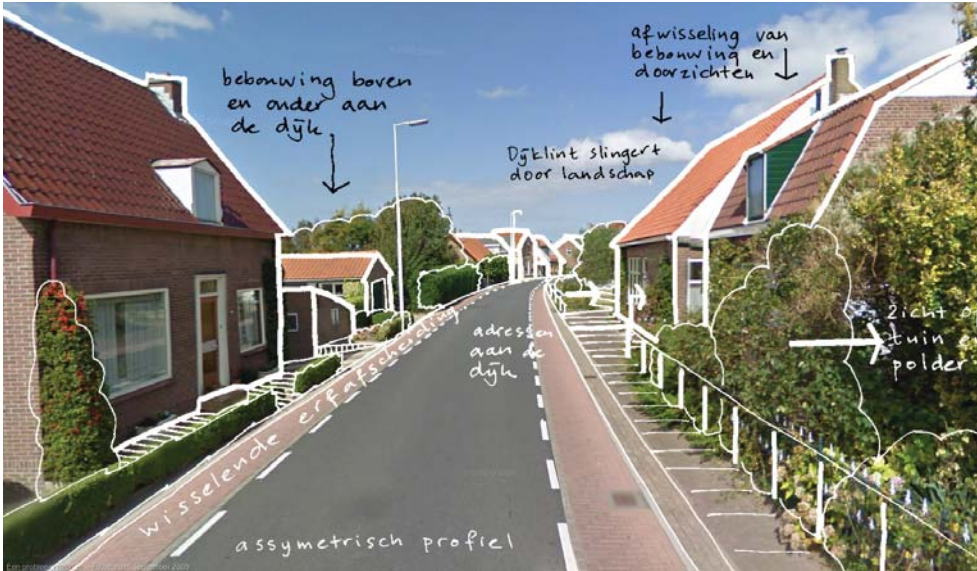 bebouwing boven
en onder aan
de dijk
afwisseling van
bebouwing en
doorzichten
Dijklint slingert
door landschap
zicht
tuin
polder
adressen
aan de
dijk
wisselende erfafscheiding
assymetrisch profiel